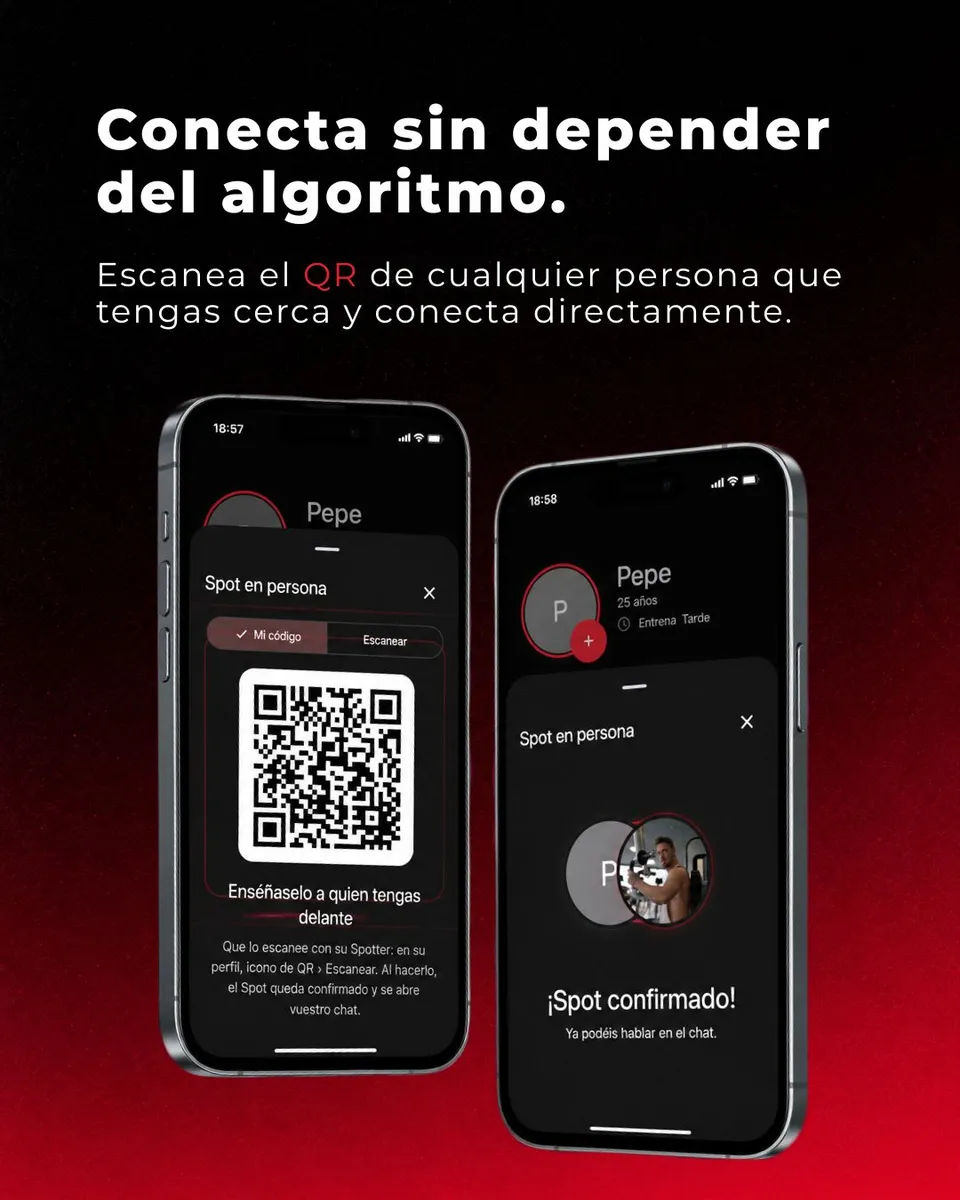 Conecta sin depender
del algoritmo.
Escanea el QR de cualquier persona que
tengas cerca y conecta directamente.
18:57
Pepe
Spot en persona
Mi código
Escanear
Enséñaselo a quien tengas
delante
Que lo escanee con su Spotter: en su
perfil, icono de QR › Escanear. Al hacerlo,
el Spot queda confirmado y se abre
vuestro chat.
18:58
P
Pepe
25 años
Entrena Tarde
Spot en persona
P
¡Spot confirmado!
Ya podéis hablar en el chat.